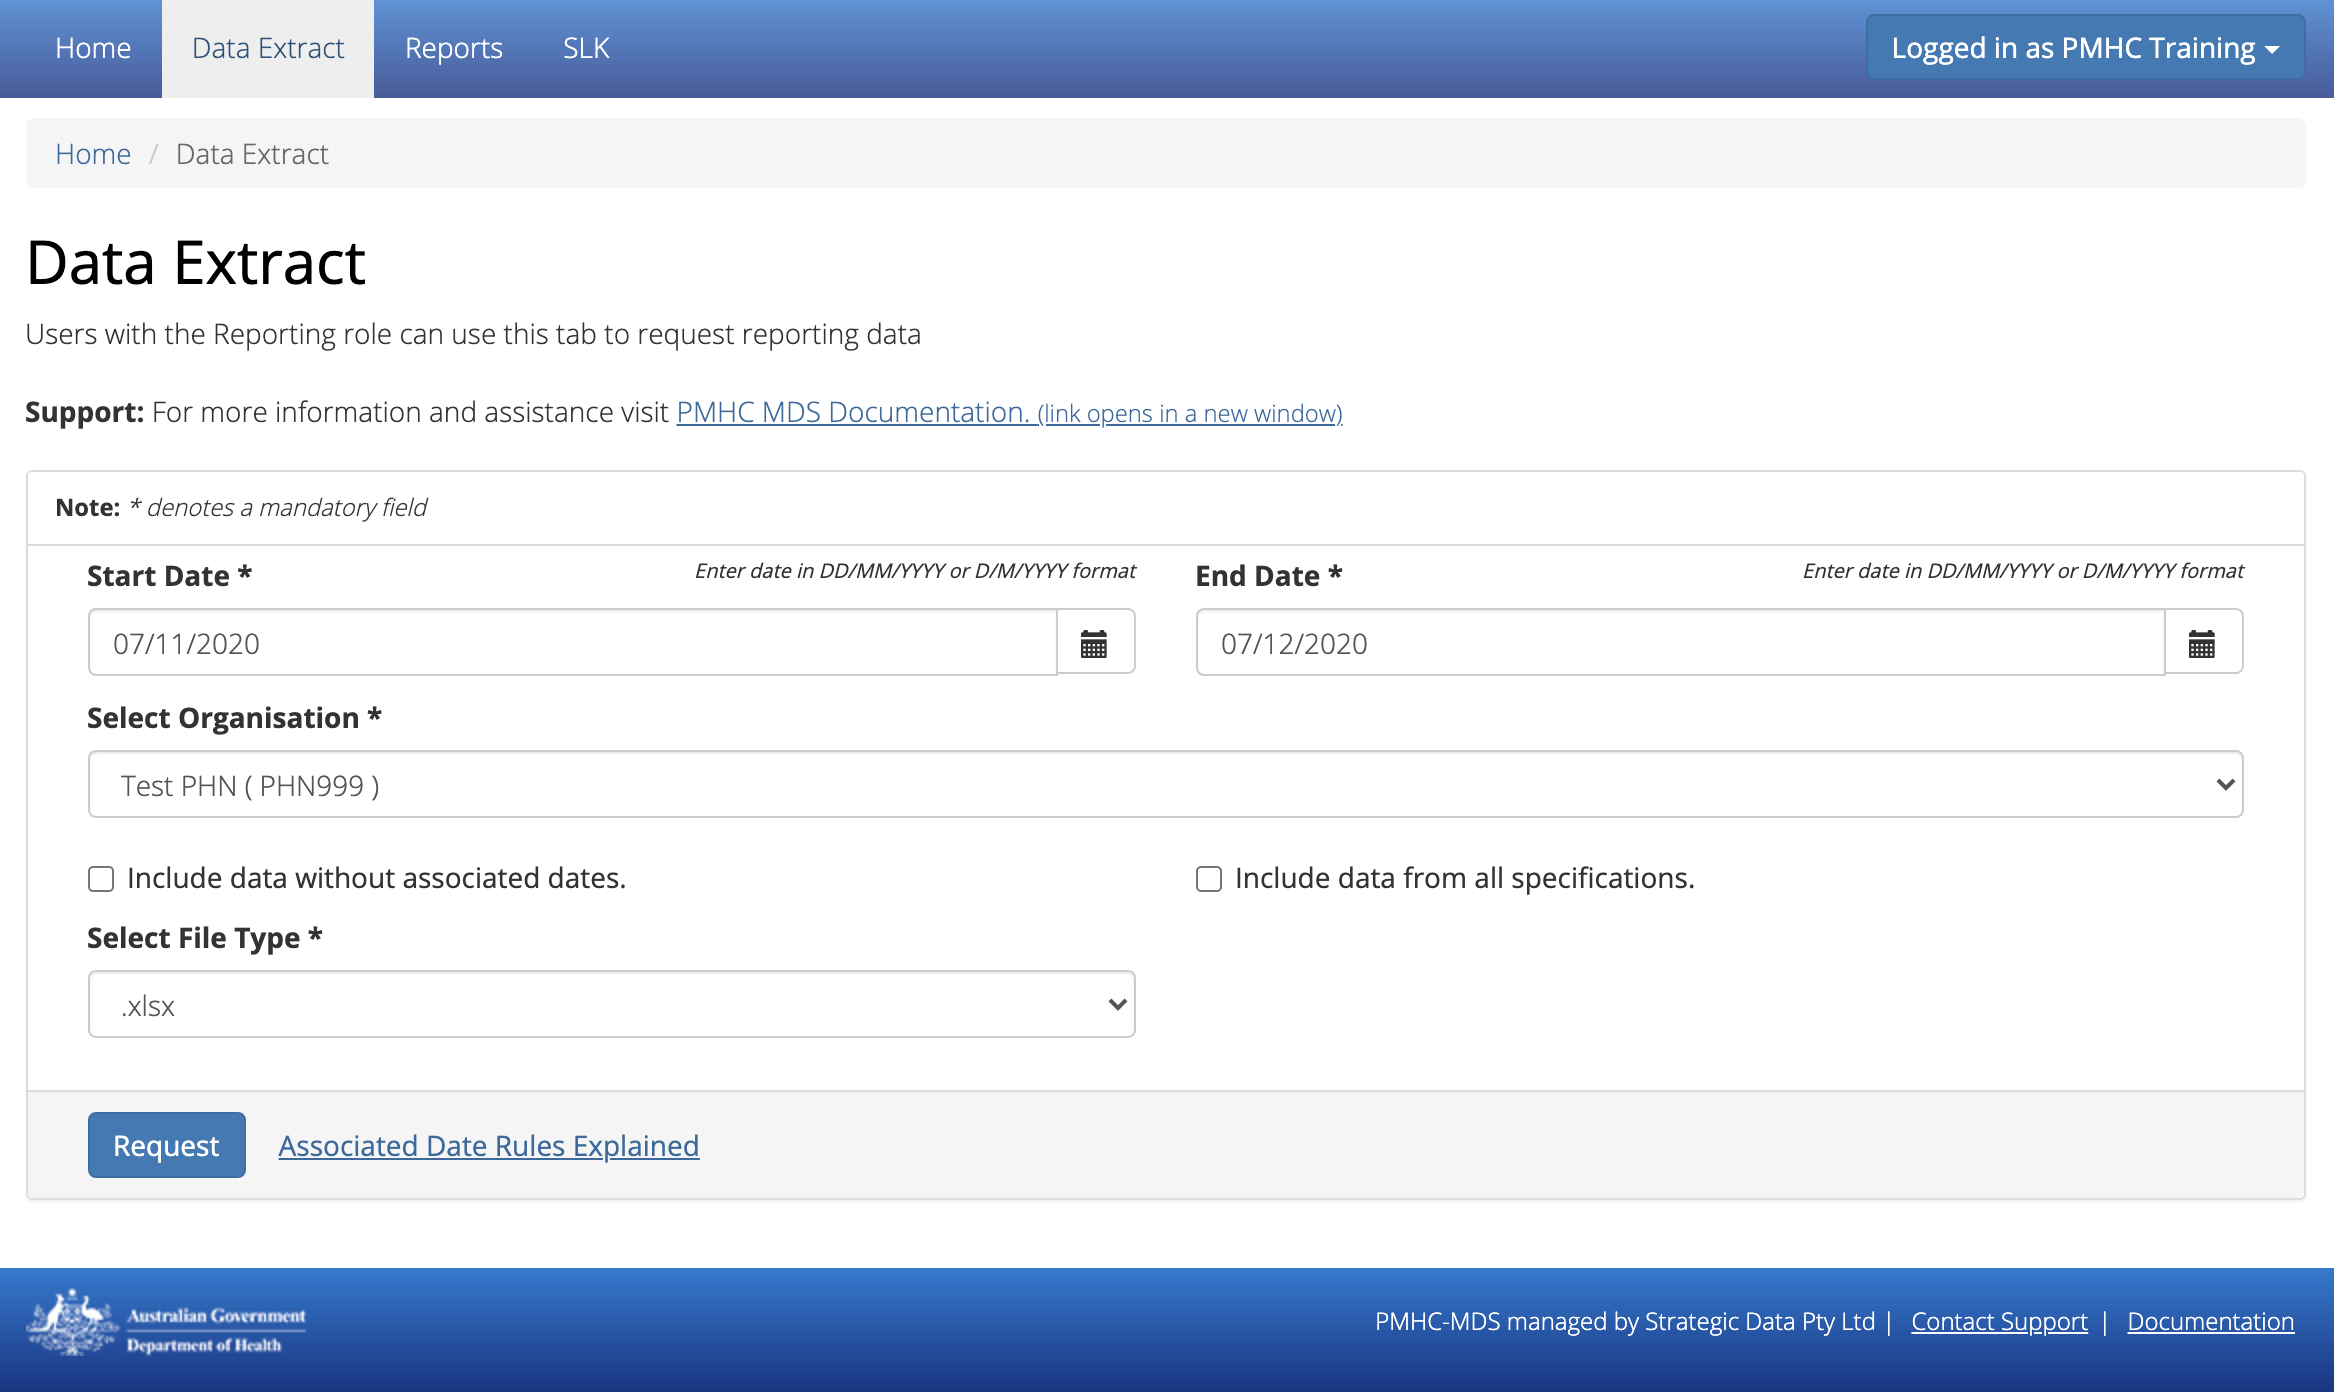 Home Data Extract Reports SLK Logged in as PMHC Training
Home / Data Extract
Data Extract
Users with the Reporting role can use this tab to request reporting data
Support: For more information and assistance visit PMHC MDS Documentation. (link opens in a new window)
Note: * denotes a mandatory field
Start Date * Enter date in DD/MM/YYYY or D/M/YYYY format End Date * Enter date in DD/MM/YYYY or D/M/YYYY format
07/11/2020 07/12/2020
Select Organisation *
Test PHN ( PHN999 )
Include data without associated dates. Include data from all specifications.
Select File Type *
.xlsx
Request Associated Date Rules Explained
Australian Government
Department of Health
PMHC-MDS managed by Strategic Data Pty Ltd | Contact Support | Documentation